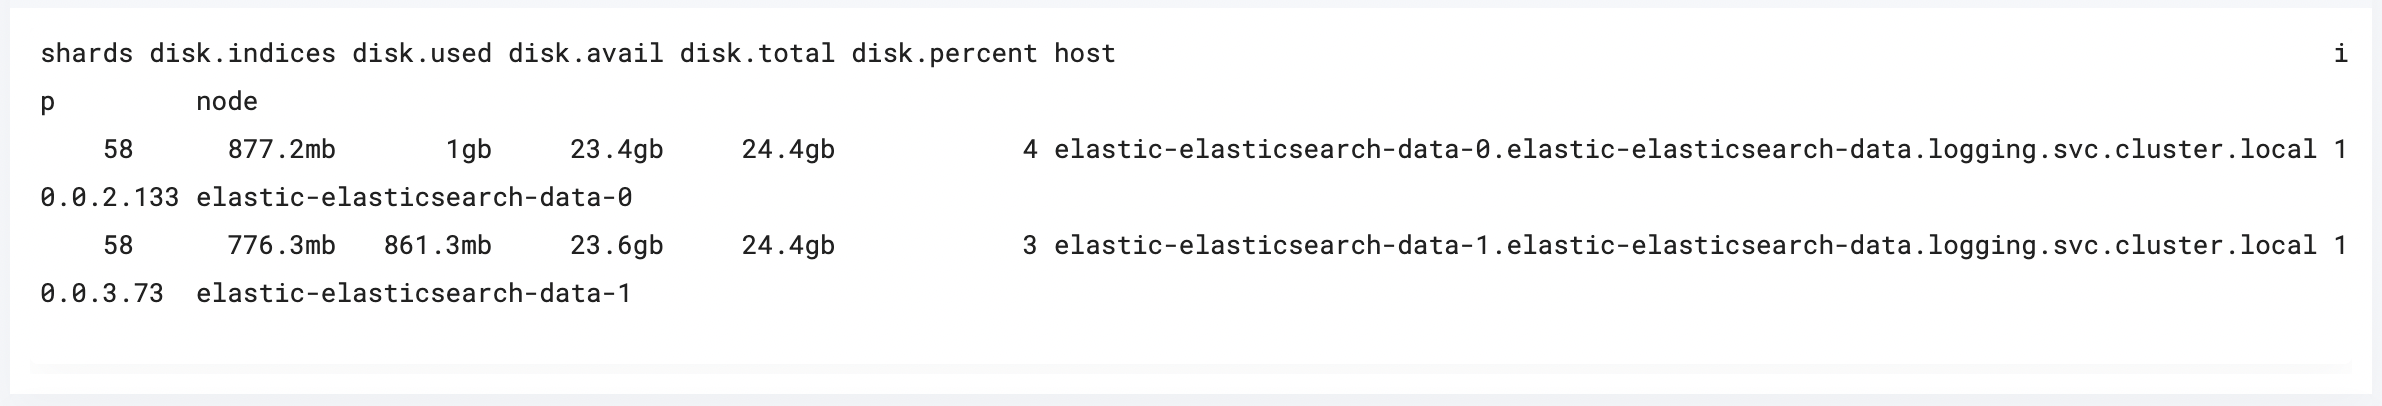 shards disk.indices disk.used disk.avail disk.total disk.percent host                                                                              i
p         node
    58      877.2mb       1gb     23.4gb     24.4gb            4 elastic-elasticsearch-data-0.elastic-elasticsearch-data.logging.svc.cluster.local 1
0.0.2.133 elastic-elasticsearch-data-0
    58      776.3mb   861.3mb     23.6gb     24.4gb            3 elastic-elasticsearch-data-1.elastic-elasticsearch-data.logging.svc.cluster.local 1
0.0.3.73  elastic-elasticsearch-data-1